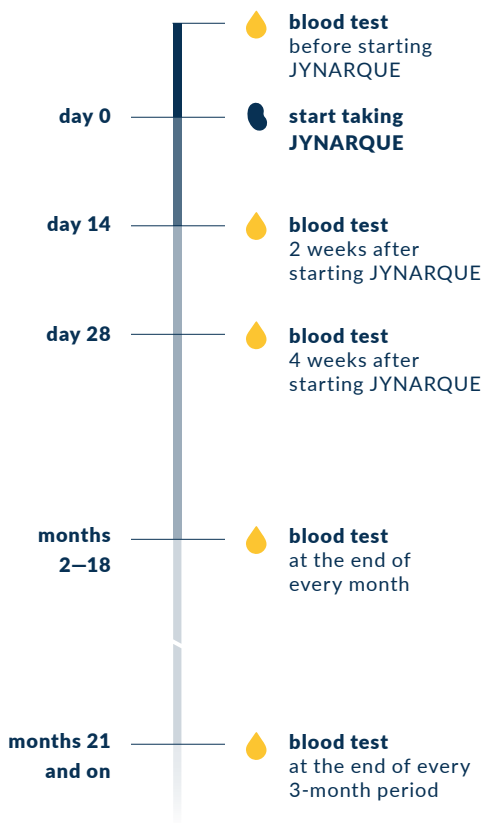 blood test
before starting
JYNARQUE
day 0
start taking
JYNARQUE
day 14
blood test
2 weeks after
starting JYNARQUE
day 28
blood test
4 weeks after
starting JYNARQUE
months
2—18
blood test
at the end of
every month
months 21
and on
blood test
at the end of every
3-month period